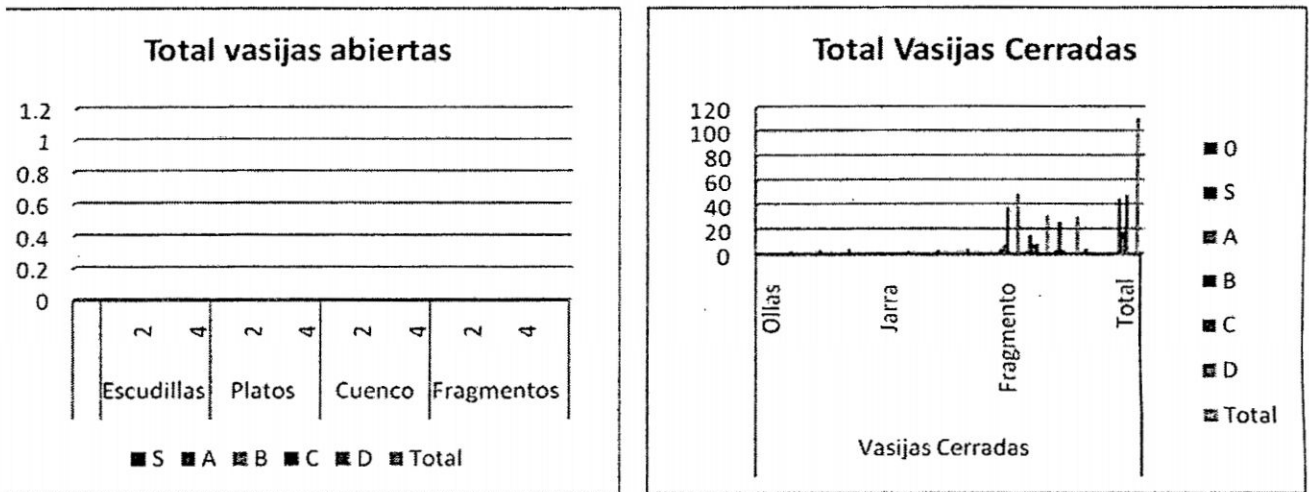 Total vasijas abiertas
1.2
1
0.8
0.6
0.4
0.2
0
2 4 2 4 2 4 2 4
Escudillas Platos Cuenco Fragmentos
S A B C D Total
Total Vasijas Cerradas
120
100
80
60
40
20
0
Ollas
Jarra
Fragmento
Total
Vasijas Cerradas
0
S
A
B
C
D
Total